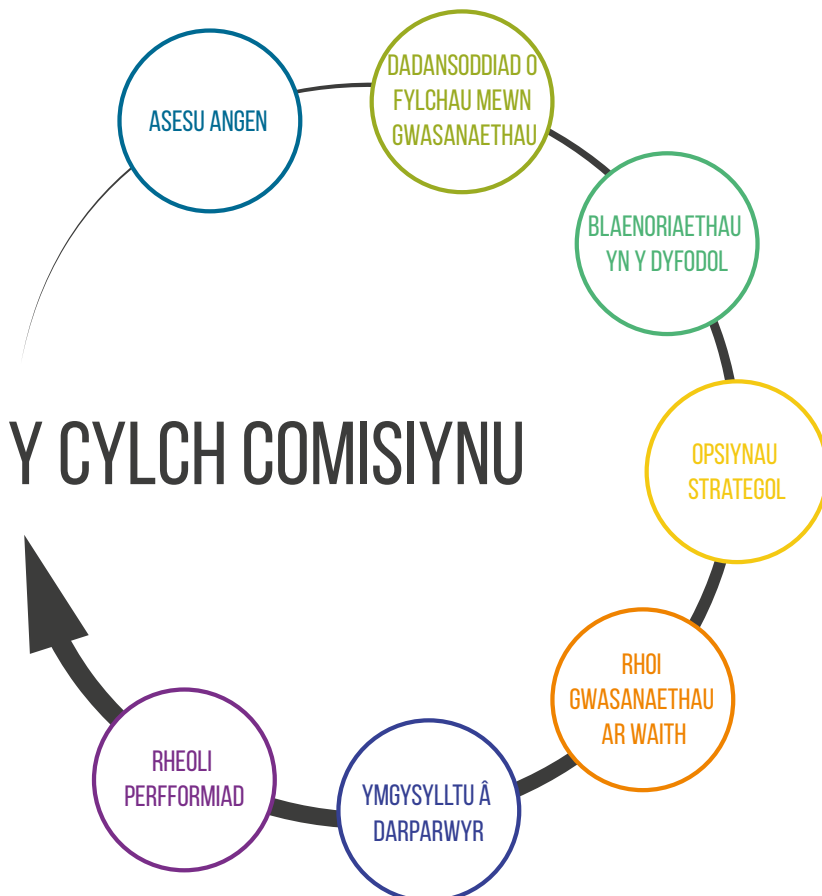 ASESU ANGEN
DADANSODDIAD O
FYLCHAU MEWN
GWASANAETHAU
BLAENORIAETHAU
YN Y DYFODOL
Y CYLCH COMISIYNU
OPSIYNAU
STRATEGOL
RHOI
GWASANAETHAU
AR WAITH
YMGYSYLLTU Â
DARPARWYR
RHEOLI
PERFFORMIAD